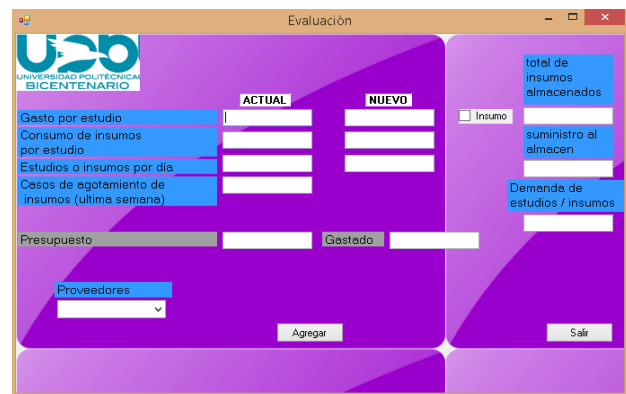 Evaluación
UPB
UNIVERSIDAD POLITÉCNICA
BICENTENARIO
ACTUAL
NUEVO
Gasto por estudio
Consumo de insumos
por estudio
Estudios o insumos por día
Casos de agotamiento de
insumos (ultima semana)
Presupuesto
Gastado
Proveedores
Agregar
Insumo
total de
insumos
almacenados
suministro al
almacen
Demanda de
estudios / insumos
Salir